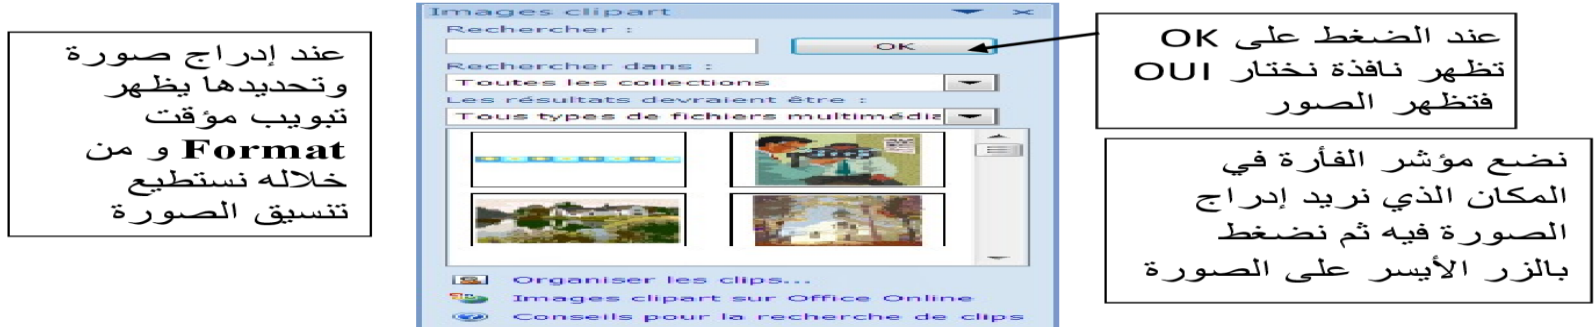 عند إدراج صورة
وتحديدها يظهر
تبويب مؤقت
Format و من
خلاله نستطيع
تنسيق الصورة
Images clipart
Rechercher :
OK
Rechercher dans :
Toutes les collections
Les résultats devraient être :
Tous types de fichiers multimédia
Organiser les clips...
Images clipart sur Office Online
Conseils pour la recherche de clips
عند الضغط على OK
تظهر نافذة نختار OUI
فتظهر الصور
نضع مؤشر الفأرة في
المكان الذي نريد إدراج
الصورة فيه ثم نضغط
بالزر الأيسر على الصورة